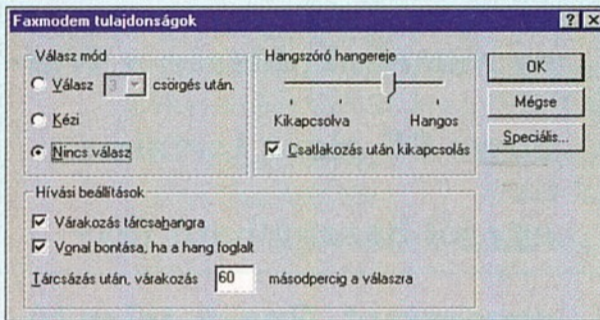 Faxmodem tulajdonságok
Válasz mód
Válasz 3 csörgés után.
Kézi
Nincs válasz
Hangszóró hangereje
Kikapcsolva Hangos
Csatlakozás után kikapcsolás
OK
Mégse
Speciális...
Hívási beállítások
Várakozás tárcsahangra
Vonal bontása, ha a hang foglalt
Tárcsázás után, várakozás 60 másodpercig a válaszra